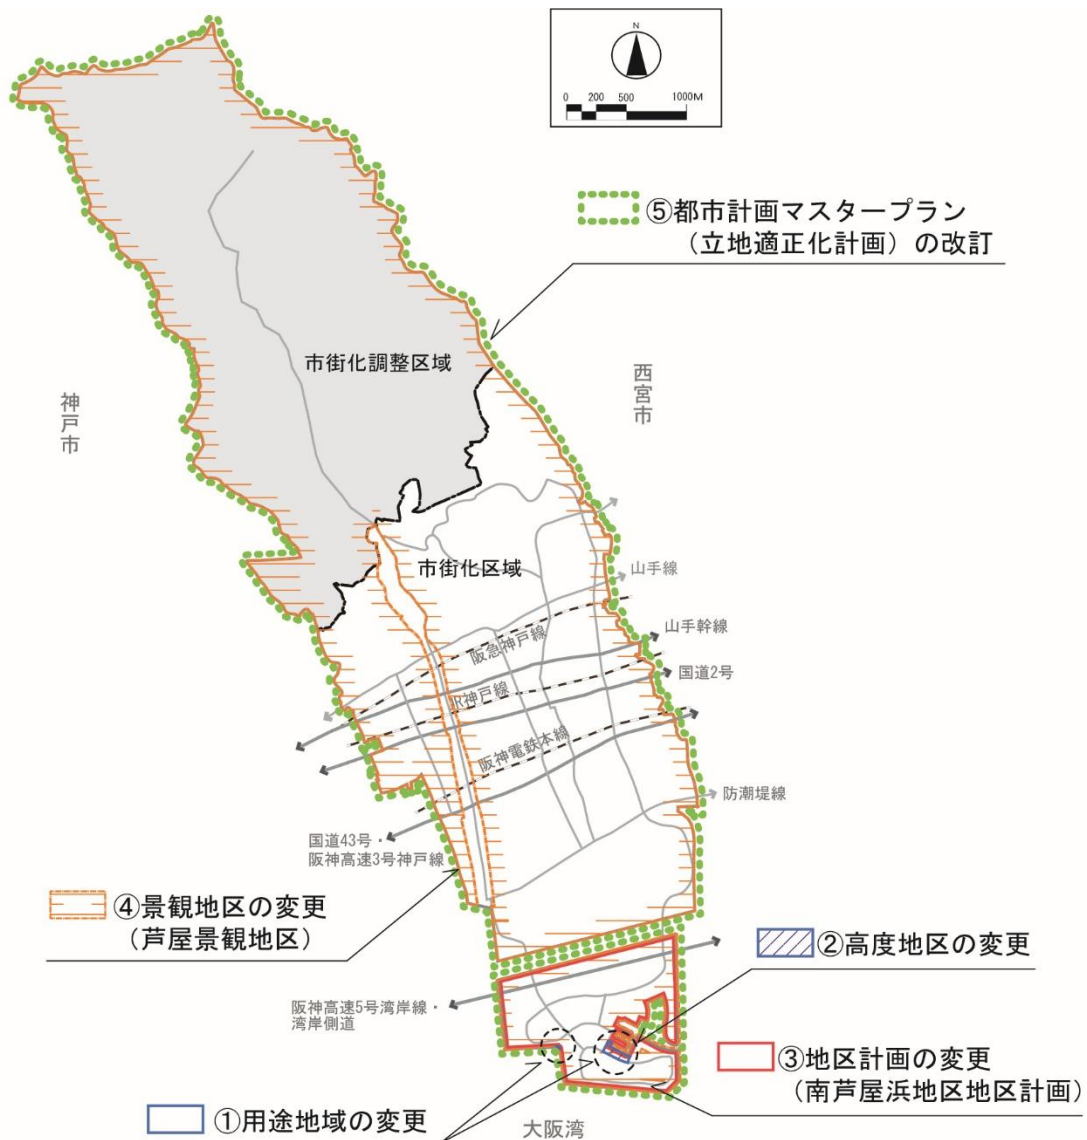 N
0 200 500 1000M
⑤都市計画マスタープラン
(立地適正化計画)の改訂
市街化調整区域
神戸市
西宮市
市街化区域
山手線
阪急神戸線
山手幹線
JR神戸線
国道2号
阪神電鉄本線
防潮堤線
国道43号・
阪神高速3号神戸線
④景観地区の変更
(芦屋景観地区)
②高度地区の変更
阪神高速5号湾岸線・
湾岸側道
③地区計画の変更
(南芦屋浜地区地区計画)
①用途地域の変更
大阪湾